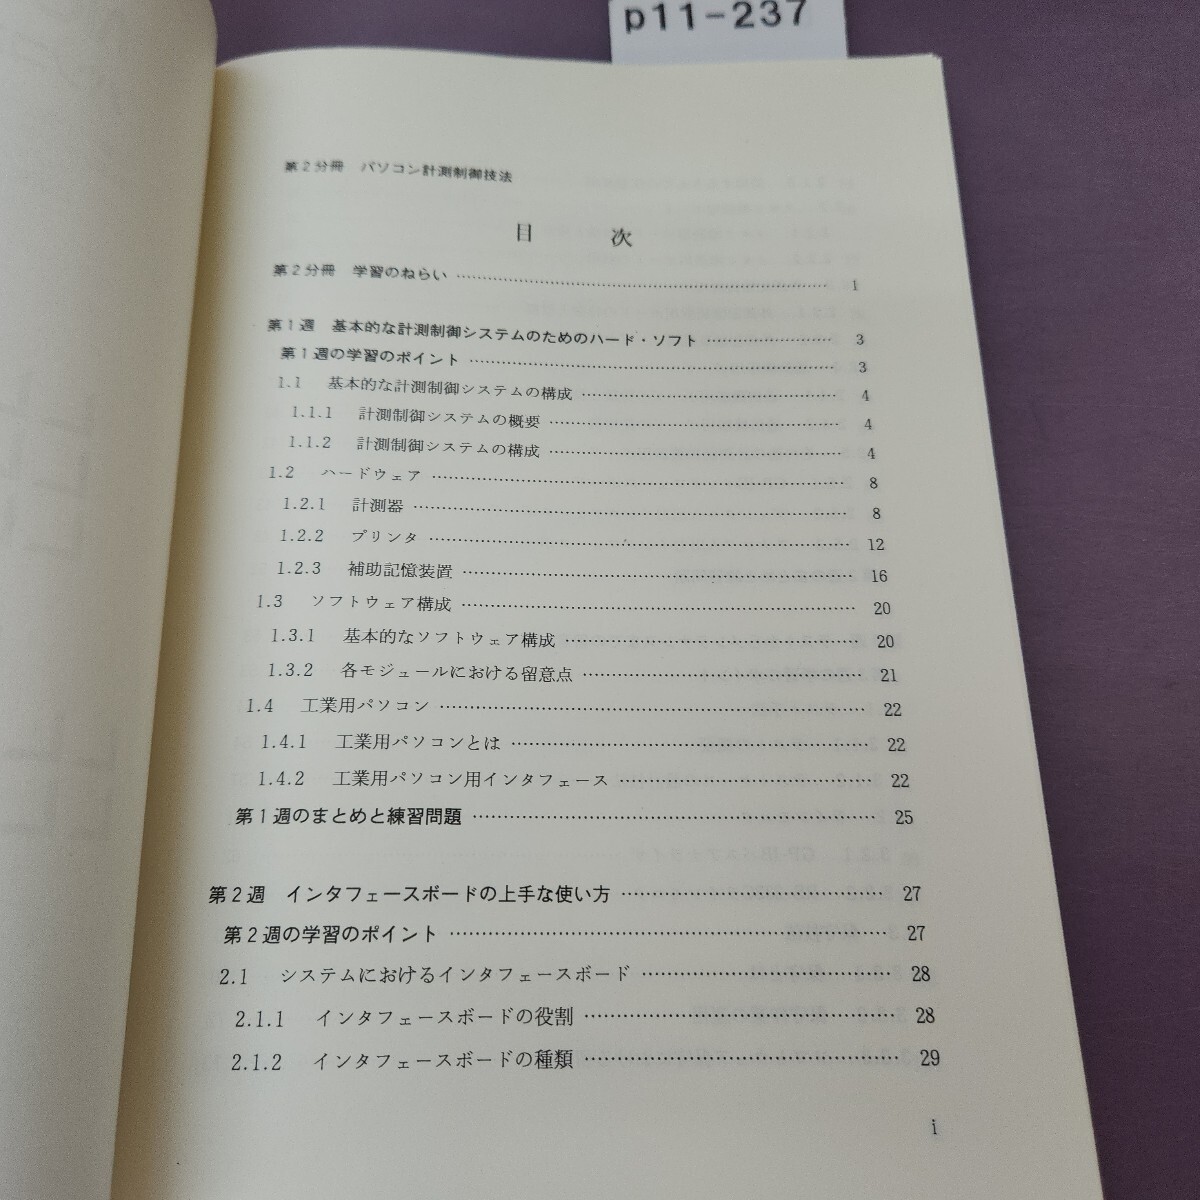 p11-237
第2分冊 パソコン計測制御技法
目 次
第2分冊 学習のねらい …… 1
第1週 基本的な計測制御システムのためのハード・ソフト …… 3
第1週の学習のポイント …… 3
1.1 基本的な計測制御システムの構成 …… 4
1.1.1 計測制御システムの概要 …… 4
1.1.2 計測制御システムの構成 …… 4
1.2 ハードウェア …… 8
1.2.1 計測器 …… 8
1.2.2 プリンタ …… 12
1.2.3 補助記憶装置 …… 16
1.3 ソフトウェア構成 …… 20
1.3.1 基本的なソフトウェア構成 …… 20
1.3.2 各モジュールにおける留意点 …… 21
1.4 工業用パソコン …… 22
1.4.1 工業用パソコンとは …… 22
1.4.2 工業用パソコン用インタフェース …… 22
第1週のまとめと練習問題 …… 25
第2週 インタフェースボードの上手な使い方 …… 27
第2週の学習のポイント …… 27
2.1 システムにおけるインタフェースボード …… 28
2.1.1 インタフェースボードの役割 …… 28
2.1.2 インタフェースボードの種類 …… 29
i